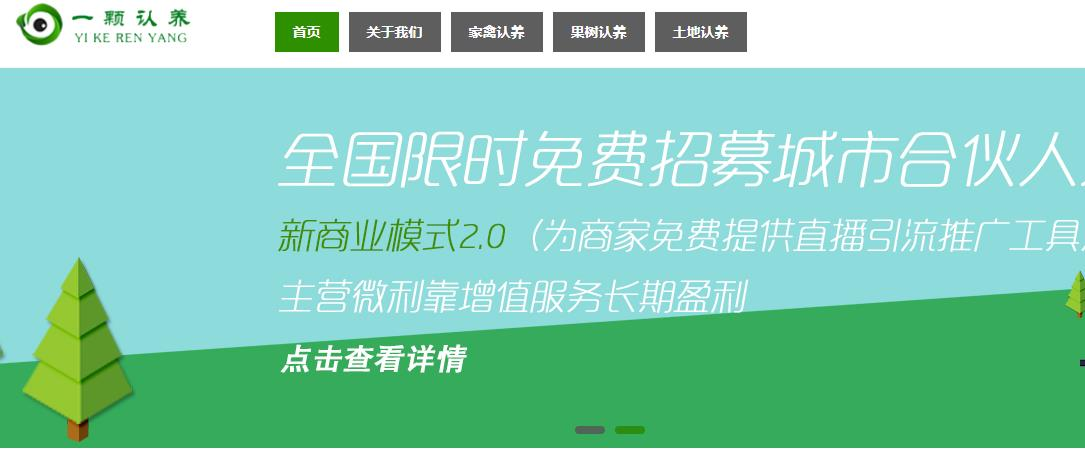 一颗认养
YI KE REN YANG
首页 关于我们 家禽认养 果树认养 土地认养
全国限时免费招募城市合伙人
新商业模式2.0（为商家免费提供直播引流推广工具
主营微利靠增值服务长期盈利
点击查看详情